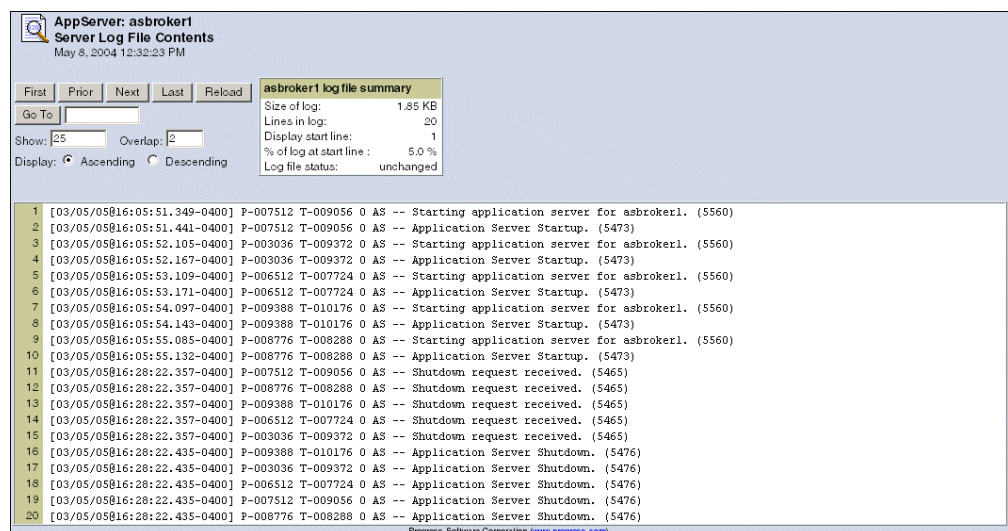 AppServer: asbroker1
Server Log File Contents
May 8, 2004 12:32:23 PM
First Prior Next Last Reload
Go To
Show: 25 Overlap: 2
Display: Ascending Descending
asbroker1 log file summary
Size of log: 1.85 KB
Lines in log: 20
Display start line: 1
% of log at start line : 5.0 %
Log file status: unchanged
1 [03/05/05@16:05:51.349-0400] P-007512 T-009056 0 AS -- Starting application server for asbroker1. (5560)
2 [03/05/05@16:05:51.441-0400] P-007512 T-009056 0 AS -- Application Server Startup. (5473)
3 [03/05/05@16:05:52.105-0400] P-003036 T-009372 0 AS -- Starting application server for asbroker1. (5560)
4 [03/05/05@16:05:52.167-0400] P-003036 T-009372 0 AS -- Application Server Startup. (5473)
5 [03/05/05@16:05:53.109-0400] P-006512 T-007724 0 AS -- Starting application server for asbroker1. (5560)
6 [03/05/05@16:05:53.171-0400] P-006512 T-007724 0 AS -- Application Server Startup. (5473)
7 [03/05/05@16:05:54.097-0400] P-009388 T-010176 0 AS -- Starting application server for asbroker1. (5560)
8 [03/05/05@16:05:54.143-0400] P-009388 T-010176 0 AS -- Application Server Startup. (5473)
9 [03/05/05@16:05:55.085-0400] P-008776 T-008288 0 AS -- Starting application server for asbroker1. (5560)
10 [03/05/05@16:05:55.132-0400] P-008776 T-008288 0 AS -- Application Server Startup. (5473)
11 [03/05/05@16:28:22.357-0400] P-007512 T-009056 0 AS -- Shutdown request received. (5465)
12 [03/05/05@16:28:22.357-0400] P-008776 T-008288 0 AS -- Shutdown request received. (5465)
13 [03/05/05@16:28:22.357-0400] P-009388 T-010176 0 AS -- Shutdown request received. (5465)
14 [03/05/05@16:28:22.357-0400] P-006512 T-007724 0 AS -- Shutdown request received. (5465)
15 [03/05/05@16:28:22.357-0400] P-003036 T-009372 0 AS -- Shutdown request received. (5465)
16 [03/05/05@16:28:22.435-0400] P-009388 T-010176 0 AS -- Application Server Shutdown. (5476)
17 [03/05/05@16:28:22.435-0400] P-003036 T-009372 0 AS -- Application Server Shutdown. (5476)
18 [03/05/05@16:28:22.435-0400] P-006512 T-007724 0 AS -- Application Server Shutdown. (5476)
19 [03/05/05@16:28:22.435-0400] P-007512 T-009056 0 AS -- Application Server Shutdown. (5476)
20 [03/05/05@16:28:22.435-0400] P-008776 T-008288 0 AS -- Application Server Shutdown. (5476)
Progress Software Corporation (www.progress.com)